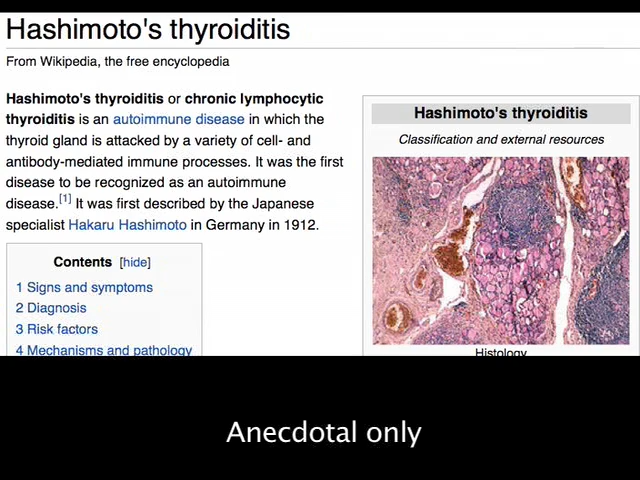 Hashimoto's thyroiditis
From Wikipedia, the free encyclopedia
Hashimoto's thyroiditis or chronic lymphocytic
thyroiditis is an autoimmune disease in which the
thyroid gland is attacked by a variety of cell- and
antibody-mediated immune processes. It was the first
disease to be recognized as an autoimmune
disease.[1] It was first described by the Japanese
specialist Hakaru Hashimoto in Germany in 1912.
Contents [hide]
1 Signs and symptoms
2 Diagnosis
3 Risk factors
4 Mechanisms and pathology
Hashimoto's thyroiditis
Classification and external resources
Histology
Anecdotal only